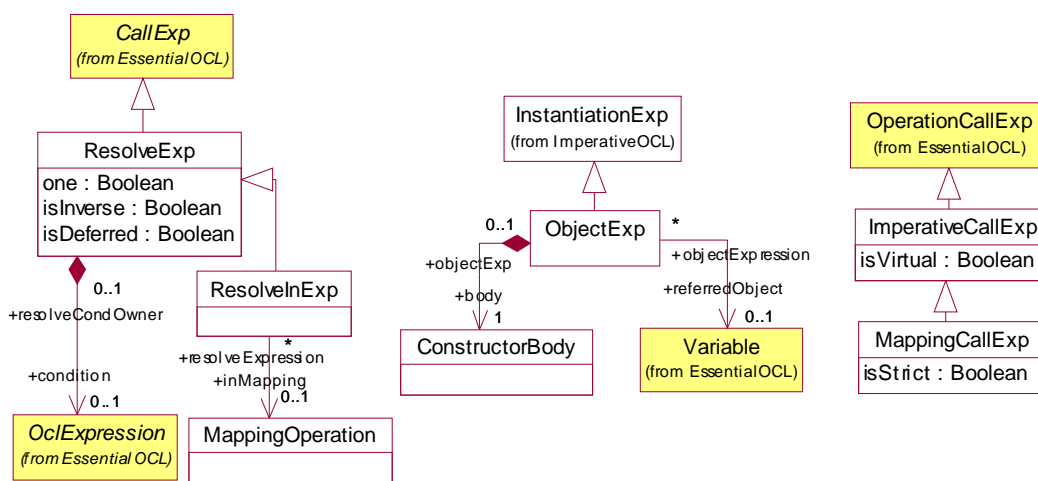 CallExp
(from EssentialOCL)
ResolveExp
one : Boolean
isInverse : Boolean
isDeferred : Boolean
0..1
+resolveCondOwner
+condition
0..1
OclExpression
(from Essential OCL)
ResolveInExp
*
+resolveExpression
+inMapping
0..1
MappingOperation
InstantiationExp
(from ImperativeOCL)
ObjectExp
0..1
+objectExp
+body
1
ConstructorBody
*
+objectExpression
+referredObject
0..1
Variable
(from EssentialOCL)
OperationCallExp
(from EssentialOCL)
ImperativeCallExp
isVirtual : Boolean
MappingCallExp
isStrict : Boolean